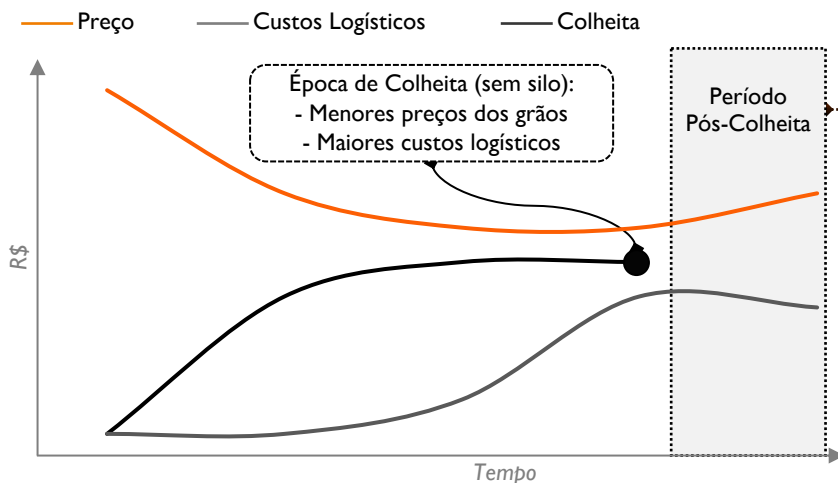 Preço
Custos Logísticos
Colheita
Época de Colheita (sem silo):
- Menores preços dos grãos
- Maiores custos logísticos
Período
Pós-Colheita
R$
Tempo